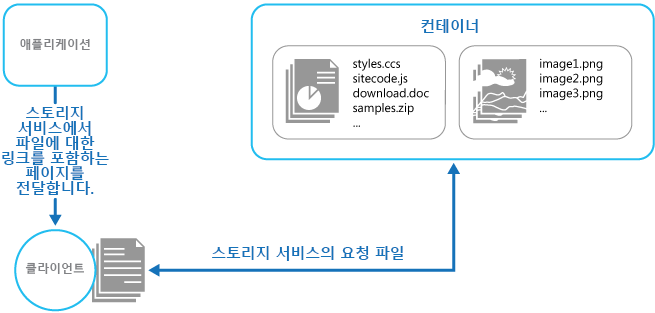 애플리케이션
스토리지
서비스에서
파일에 대한
링크를 포함하는
페이지를
전달합니다.
클라이언트
컨테이너
styles.ccs
sitecode.js
download.doc
samples.zip
...
image1.png
image2.png
image3.png
...
스토리지 서비스의 요청 파일